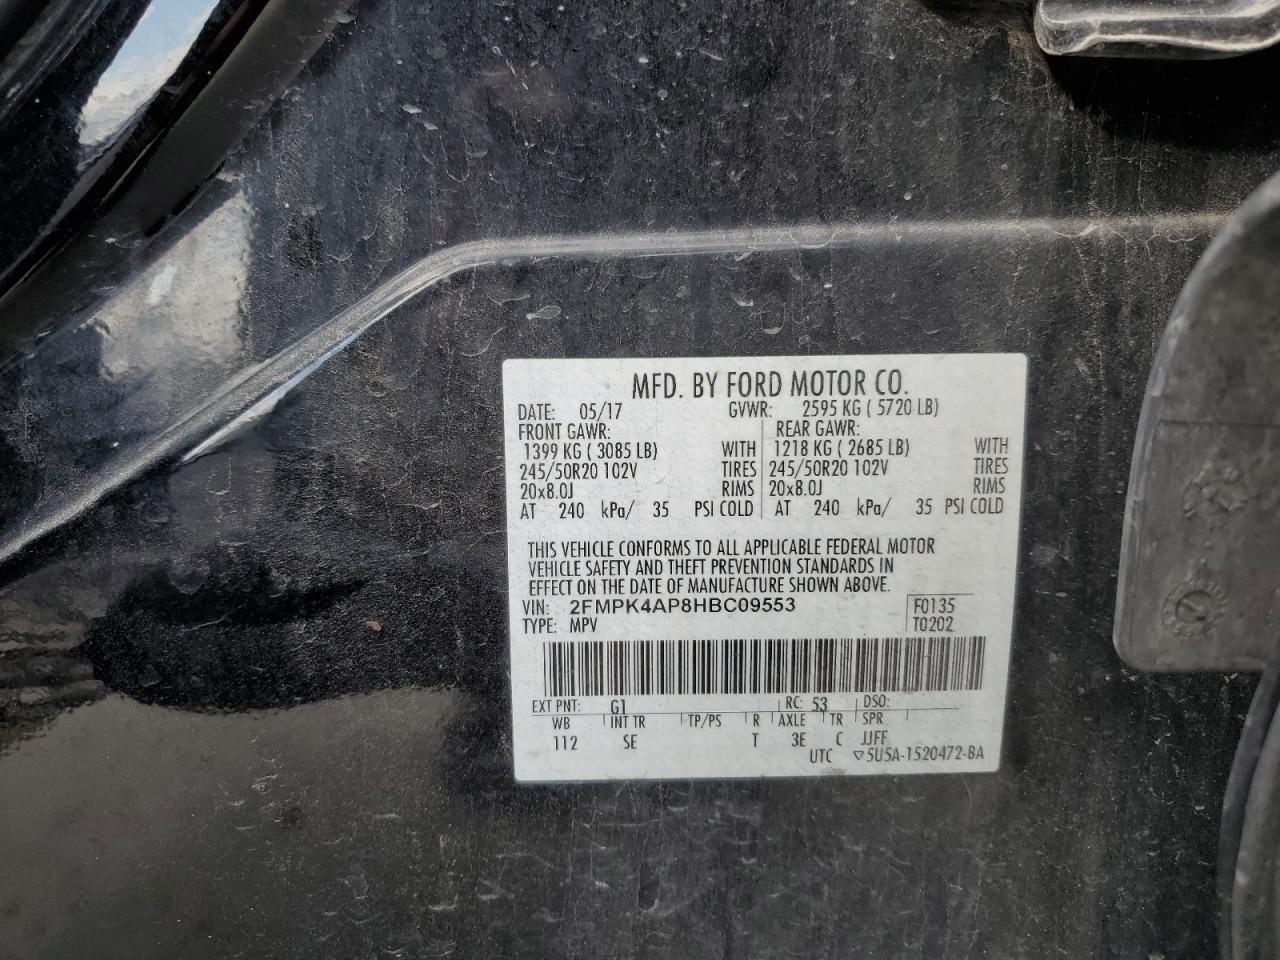 MFD. BY FORD MOTOR CO.
DATE: 05/17 GVWR: 2595 KG ( 5720 LB)
FRONT GAWR: REAR GAWR:
1399 KG ( 3085 LB) WITH 1218 KG ( 2685 LB) WITH
245/50R20 102V TIRES 245/50R20 102V TIRES
20x8.0J RIMS 20x8.0J RIMS
AT 240 kPa/ 35 PSI COLD AT 240 kPa/ 35 PSI COLD
THIS VEHICLE CONFORMS TO ALL APPLICABLE FEDERAL MOTOR
VEHICLE SAFETY AND THEFT PREVENTION STANDARDS IN
EFFECT ON THE DATE OF MANUFACTURE SHOWN ABOVE.
VIN: 2FMPK4AP8HBC09553 F0135
TYPE: MPV T0202
EXT PNT: G1 RC: 53 DSO:
WB INT TR TP/PS R AXLE TR SPR
112 SE T 3E C JJFF
UTC ▽5U5A-1520472-BA